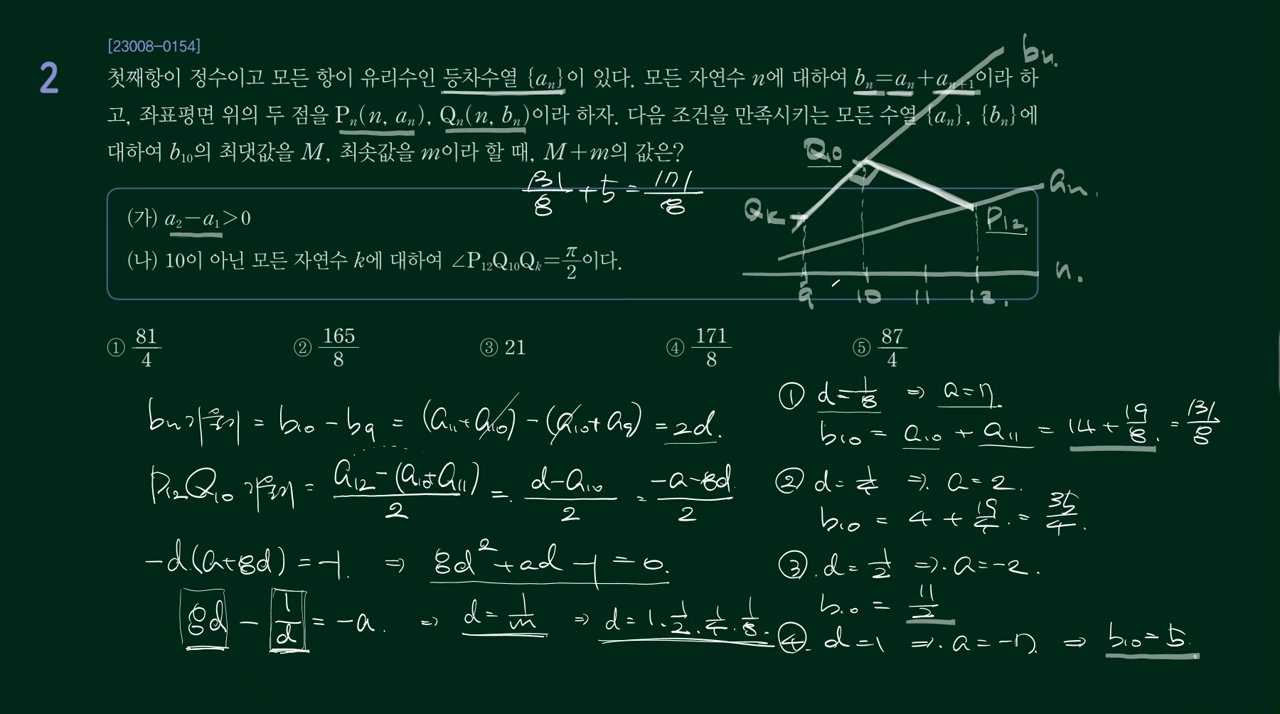 [23008-0154]
2 첫째항이 정수이고 모든 항이 유리수인 등차수열 {aₙ}이 있다. 모든 자연수 n에 대하여 bₙ=aₙ+aₙ₊₁이라 하
고, 좌표평면 위의 두 점을 Pₙ(n, aₙ), Qₙ(n, bₙ)이라 하자. 다음 조건을 만족시키는 모든 수열 {aₙ}, {bₙ}에
대하여 b₁₀의 최댓값을 M, 최솟값을 m이라 할 때, M+m의 값은?
131/8 + 5 = 171/8
(가) a₂-a₁>0
(나) 10이 아닌 모든 자연수 k에 대하여 ∠P₁₂Q₁₀Qₖ=π/2이다.
bₙ.
Q₁₀
aₙ.
Qₖ
P₁₂.
n.
9 10 11 12.
① 81/4 ② 165/8 ③ 21 ④ 171/8 ⑤ 87/4
bₙ기울기 = b₁₀ - b₉ = (a₁₁+a₁₀) - (a₁₀+a₉) = 2d.
P₁₂Q₁₀ 기울기 = (a₁₂-(a₁₀+a₁₁))/2 = (d-a₁₀)/2 = (-a-8d)/2
-d(a+8d) = -1. ⇒ 8d²+ad-1=0.
8d - 1/d = -a. ⇒ d=1/m ⇒ d=1. 1/2. 1/4. 1/8.
① d=1/8 ⇒ a=7
b₁₀ = a₁₀ + a₁₁ = 14 + 19/8. = 131/8
② d=1/4 ⇒. a=2.
b₁₀ = 4 + 19/4. = 35/4.
③. d=1/2 ⇒. a=-2.
b₁₀ = 11/2
④. d=1 ⇒. a=-7. ⇒ b₁₀=5.